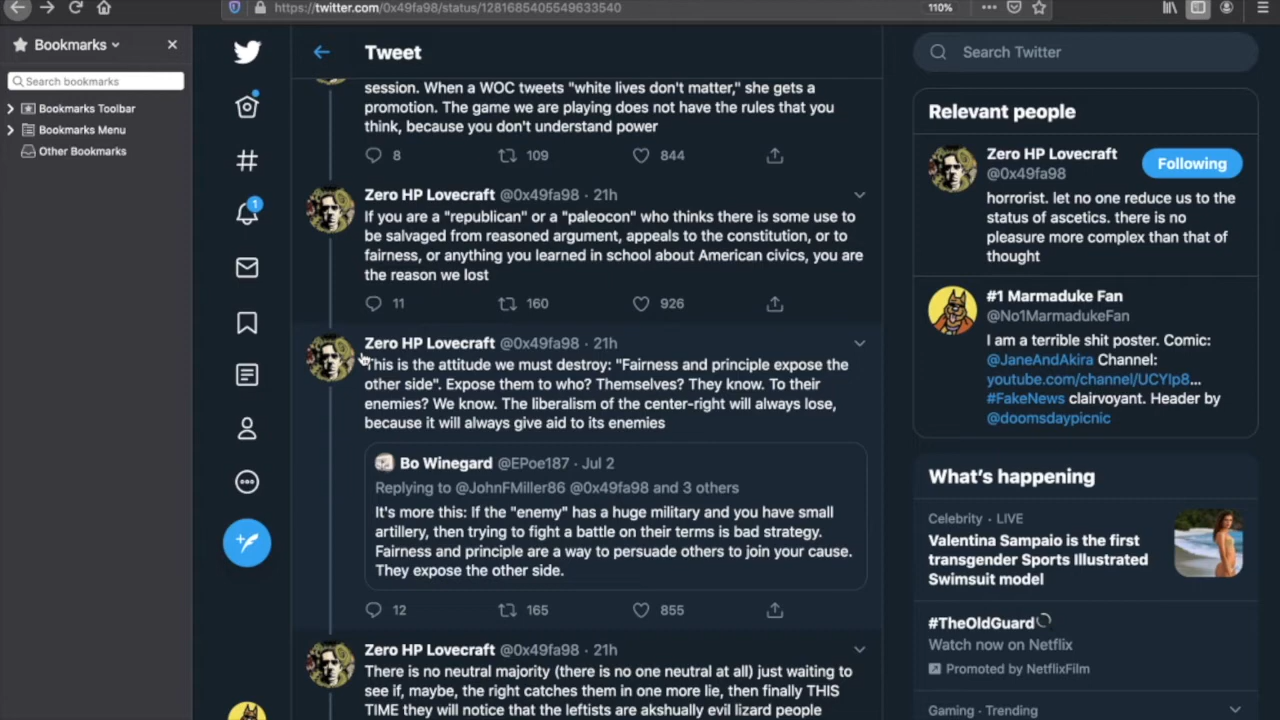 https://twitter.com/0x49fa98/status/1281685405549633540
110%
Bookmarks
Search bookmarks
Bookmarks Toolbar
Bookmarks Menu
Other Bookmarks
1
Tweet
session. When a WOC tweets "white lives don't matter," she gets a
promotion. The game we are playing does not have the rules that you
think, because you don't understand power
8
109
844
Zero HP Lovecraft @0x49fa98 · 21h
If you are a "republican" or a "paleocon" who thinks there is some use to
be salvaged from reasoned argument, appeals to the constitution, or to
fairness, or anything you learned in school about American civics, you are
the reason we lost
11
160
926
Zero HP Lovecraft @0x49fa98 · 21h
This is the attitude we must destroy: "Fairness and principle expose the
other side". Expose them to who? Themselves? They know. To their
enemies? We know. The liberalism of the center-right will always lose,
because it will always give aid to its enemies
Bo Winegard @EPoe187 · Jul 2
Replying to @JohnFMiller86 @0x49fa98 and 3 others
It's more this: If the "enemy" has a huge military and you have small
artillery, then trying to fight a battle on their terms is bad strategy.
Fairness and principle are a way to persuade others to join your cause.
They expose the other side.
12
165
855
Zero HP Lovecraft @0x49fa98 · 21h
There is no neutral majority (there is no one neutral at all) just waiting to
see if, maybe, the right catches them in one more lie, then finally THIS
TIME they will notice that the leftists are akshually evil lizard people
Search Twitter
Relevant people
Zero HP Lovecraft
@0x49fa98
Following
horrorist. let no one reduce us to the
status of ascetics. there is no
pleasure more complex than that of
thought
#1 Marmaduke Fan
@No1MarmadukeFan
I am a terrible shit poster. Comic:
@JaneAndAkira Channel:
youtube.com/channel/UCYIp8...
#FakeNews clairvoyant. Header by
@doomsdaypicnic
What's happening
Celebrity · LIVE
Valentina Sampaio is the first
transgender Sports Illustrated
Swimsuit model
#TheOldGuard
Watch now on Netflix
Promoted by NetflixFilm
Gaming · Trending